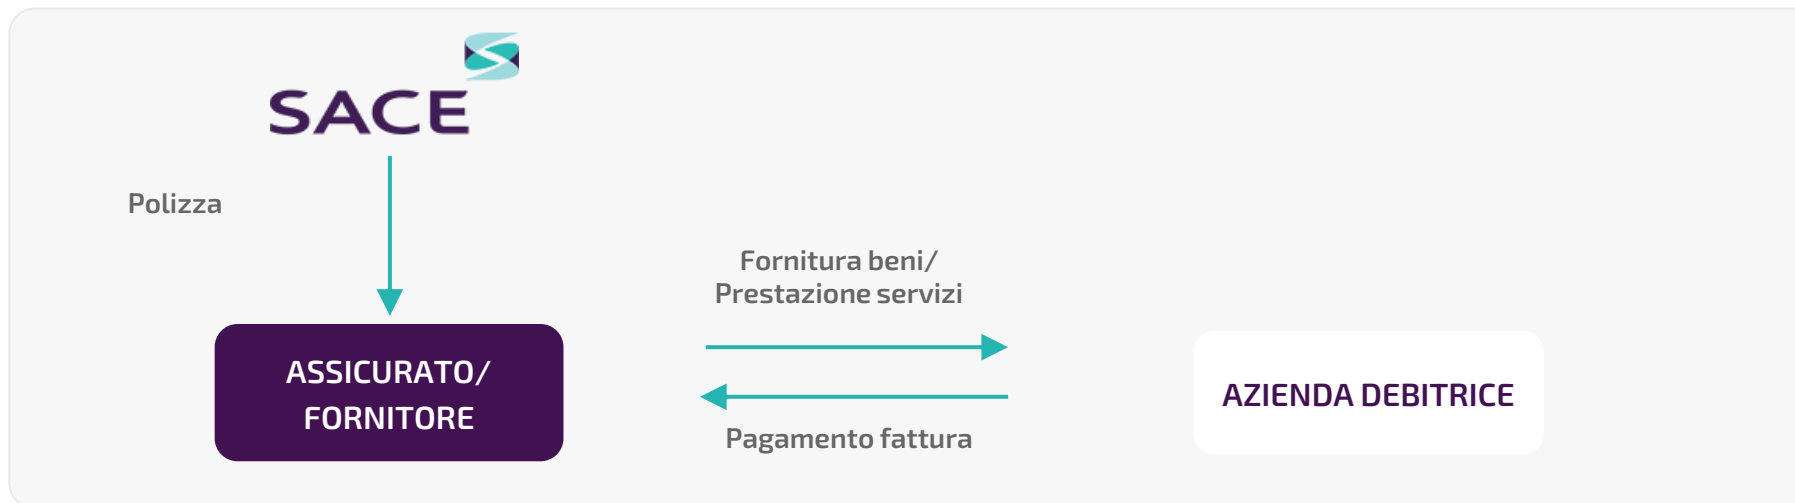 SACE
Polizza
Fornitura beni/
Prestazione servizi
ASSICURATO/
FORNITORE
AZIENDA DEBITRICE
Pagamento fattura